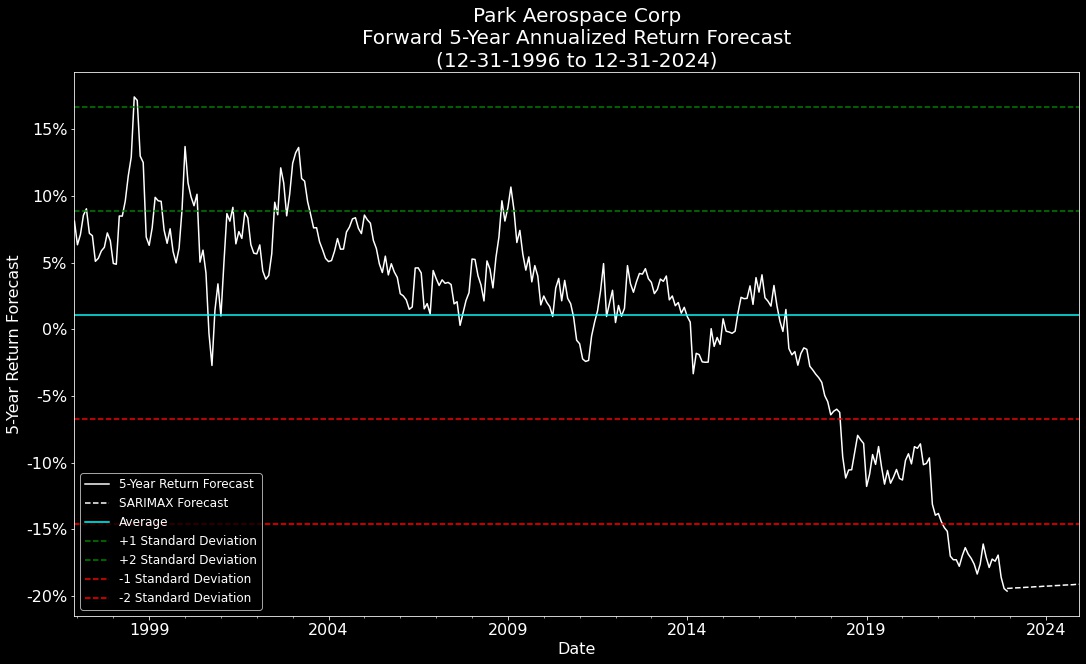 Park Aerospace Corp
Forward 5-Year Annualized Return Forecast
(12-31-1996 to 12-31-2024)
5-Year Return Forecast
15%
10%
5%
0%
-5%
-10%
-15%
-20%
5-Year Return Forecast
SARIMAX Forecast
Average
+1 Standard Deviation
+2 Standard Deviation
-1 Standard Deviation
-2 Standard Deviation
1999 2004 2009 2014 2019 2024
Date